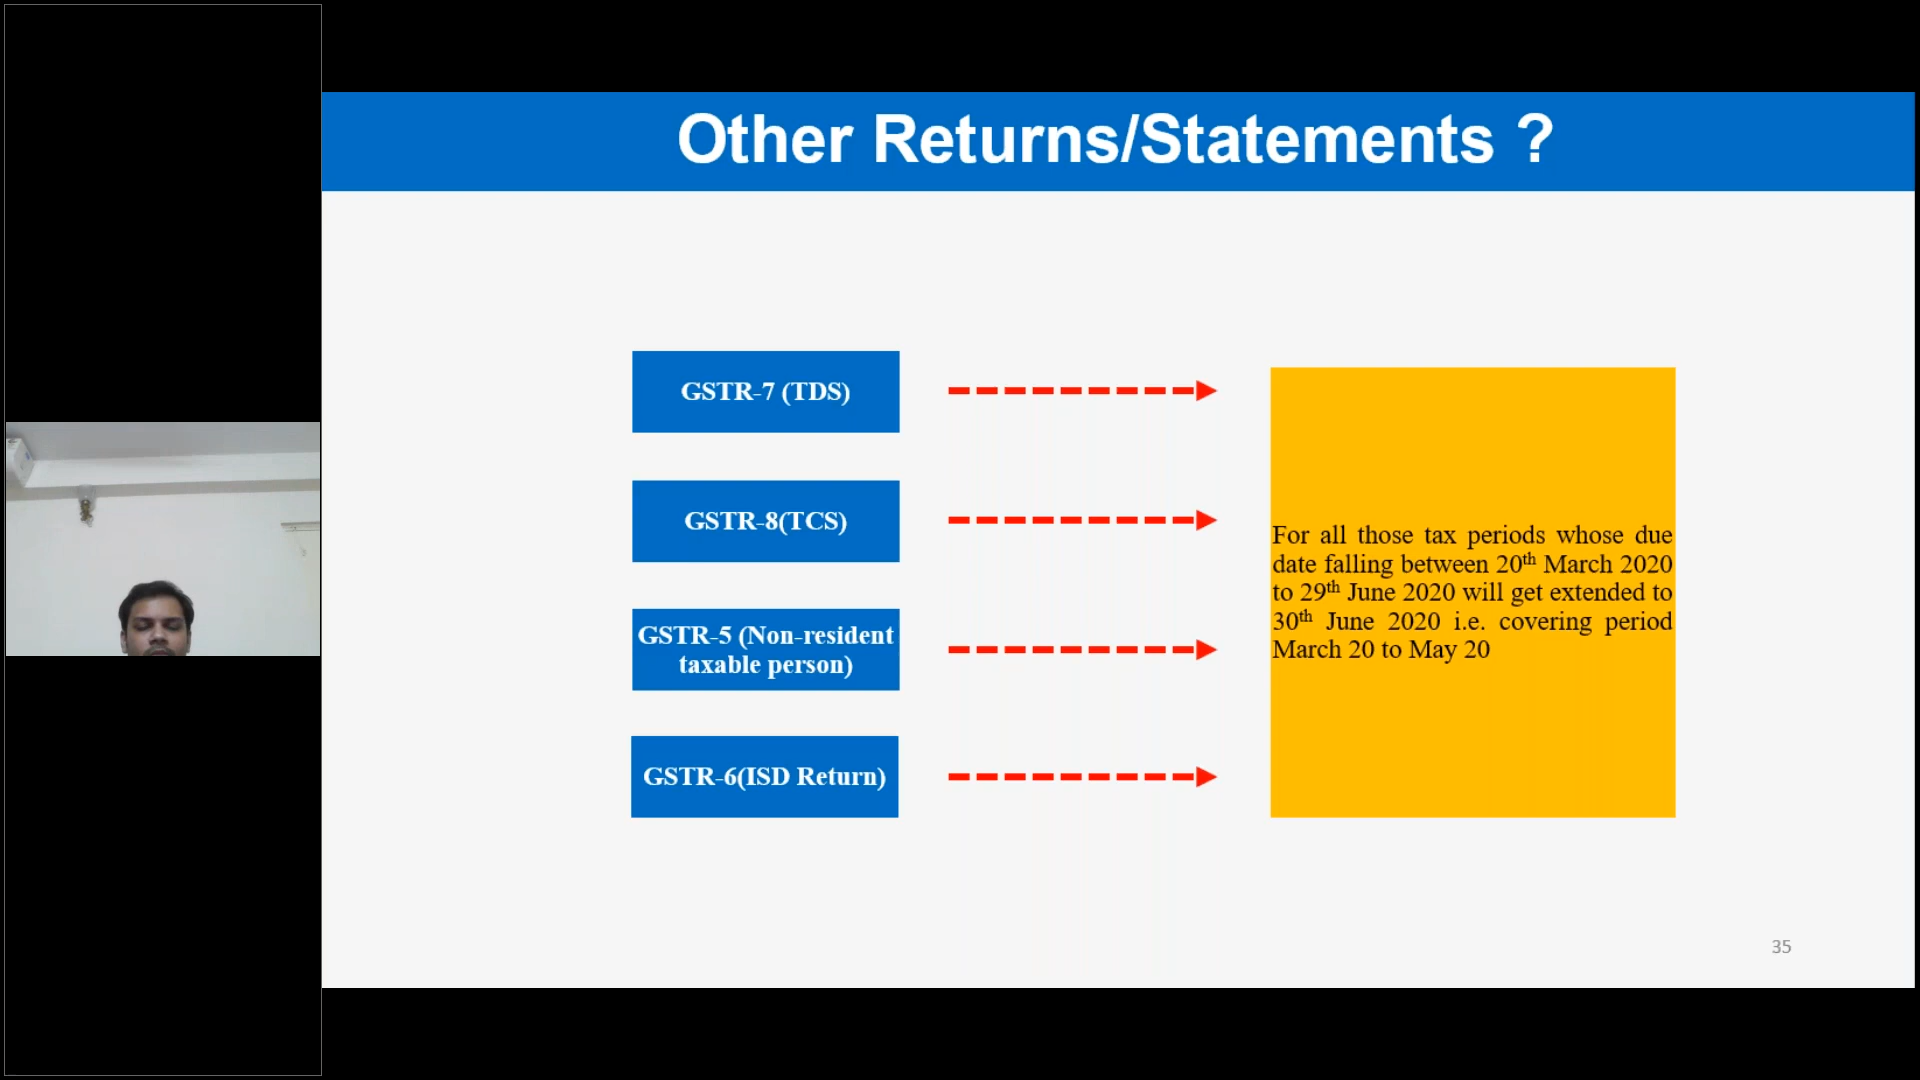 Other Returns/Statements ?
GSTR-7 (TDS)
GSTR-8(TCS)
GSTR-5 (Non-resident
taxable person)
GSTR-6(ISD Return)
For all those tax periods whose due
date falling between 20th March 2020
to 29th June 2020 will get extended to
30th June 2020 i.e. covering period
March 20 to May 20
35